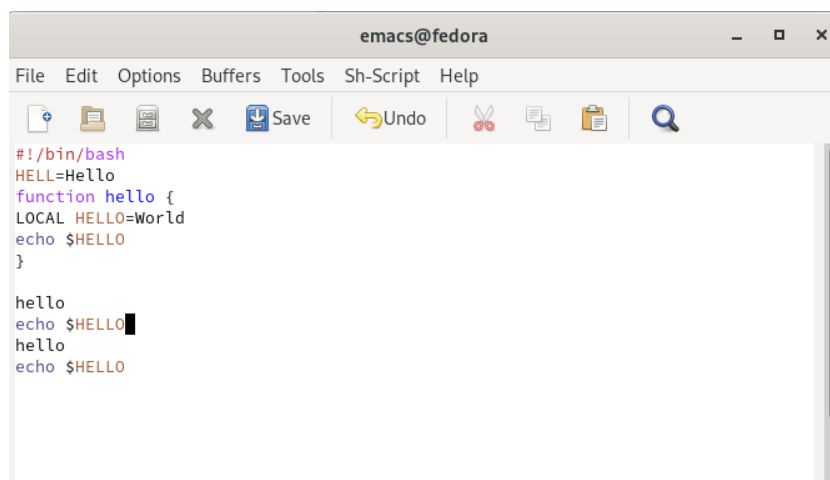 emacs@fedora
File Edit Options Buffers Tools Sh-Script Help
Save Undo
#!/bin/bash
HELL=Hello
function hello {
LOCAL HELLO=World
echo $HELLO
}
hello
echo $HELLO
hello
echo $HELLO